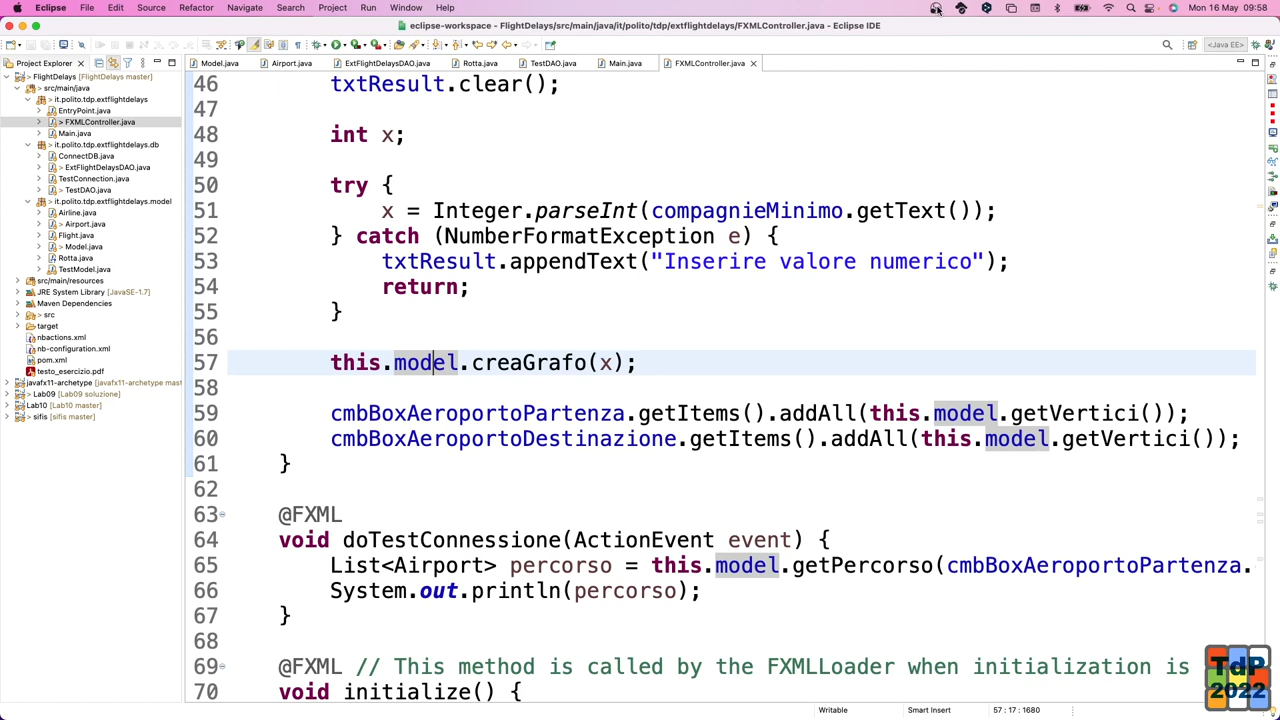 File Edit Source Refactor Navigate Search Project Run Window Help Mon 16 May 09:58
eclipse-workspace - FlightDelays/src/main/java/it/polito/tdp/extflightdelays/FXMLController.java - Eclipse IDE
<Java EE>
Project Explorer
Model.java Airport.java ExtFlightDelaysDAO.java Rotta.java TestDAO.java Main.java FXMLController.java
> FlightDelays [FlightDelays master]
> src/main/java
> it.polito.tdp.extflightdelays
EntryPoint.java
> FXMLController.java
Main.java
it.polito.tdp.extflightdelays.db
ConnectDB.java
> ExtFlightDelaysDAO.java
TestConnection.java
> TestDAO.java
> it.polito.tdp.extflightdelays.model
Airline.java
> Airport.java
Flight.java
> Model.java
Rotta.java
TestModel.java
src/main/resources
JRE System Library [JavaSE-1.7]
Maven Dependencies
> src
target
nbactions.xml
nb-configuration.xml
pom.xml
testo_esercizio.pdf
javafx11-archetype [javafx11-archetype mast
> Lab09 [Lab09 soluzione]
Lab10 [Lab10 master]
> sifis [sifis master]
46 txtResult.clear();
47
48 int x;
49
50 try {
51 x = Integer.parseInt(compagnieMinimo.getText());
52 } catch (NumberFormatException e) {
53 txtResult.appendText("Inserire valore numerico");
54 return;
55 }
56
57 this.model.creaGrafo(x);
58
59 cmbBoxAeroportoPartenza.getItems().addAll(this.model.getVertici());
60 cmbBoxAeroportoDestinazione.getItems().addAll(this.model.getVertici());
61 }
62
63 @FXML
64 void doTestConnessione(ActionEvent event) {
65 List<Airport> percorso = this.model.getPercorso(cmbBoxAeroportoPartenza.
66 System.out.println(percorso);
67 }
68
69 @FXML // This method is called by the FXMLLoader when initialization is
70 void initialize() {
TdP
2022
Writable Smart Insert 57 : 17 : 1680